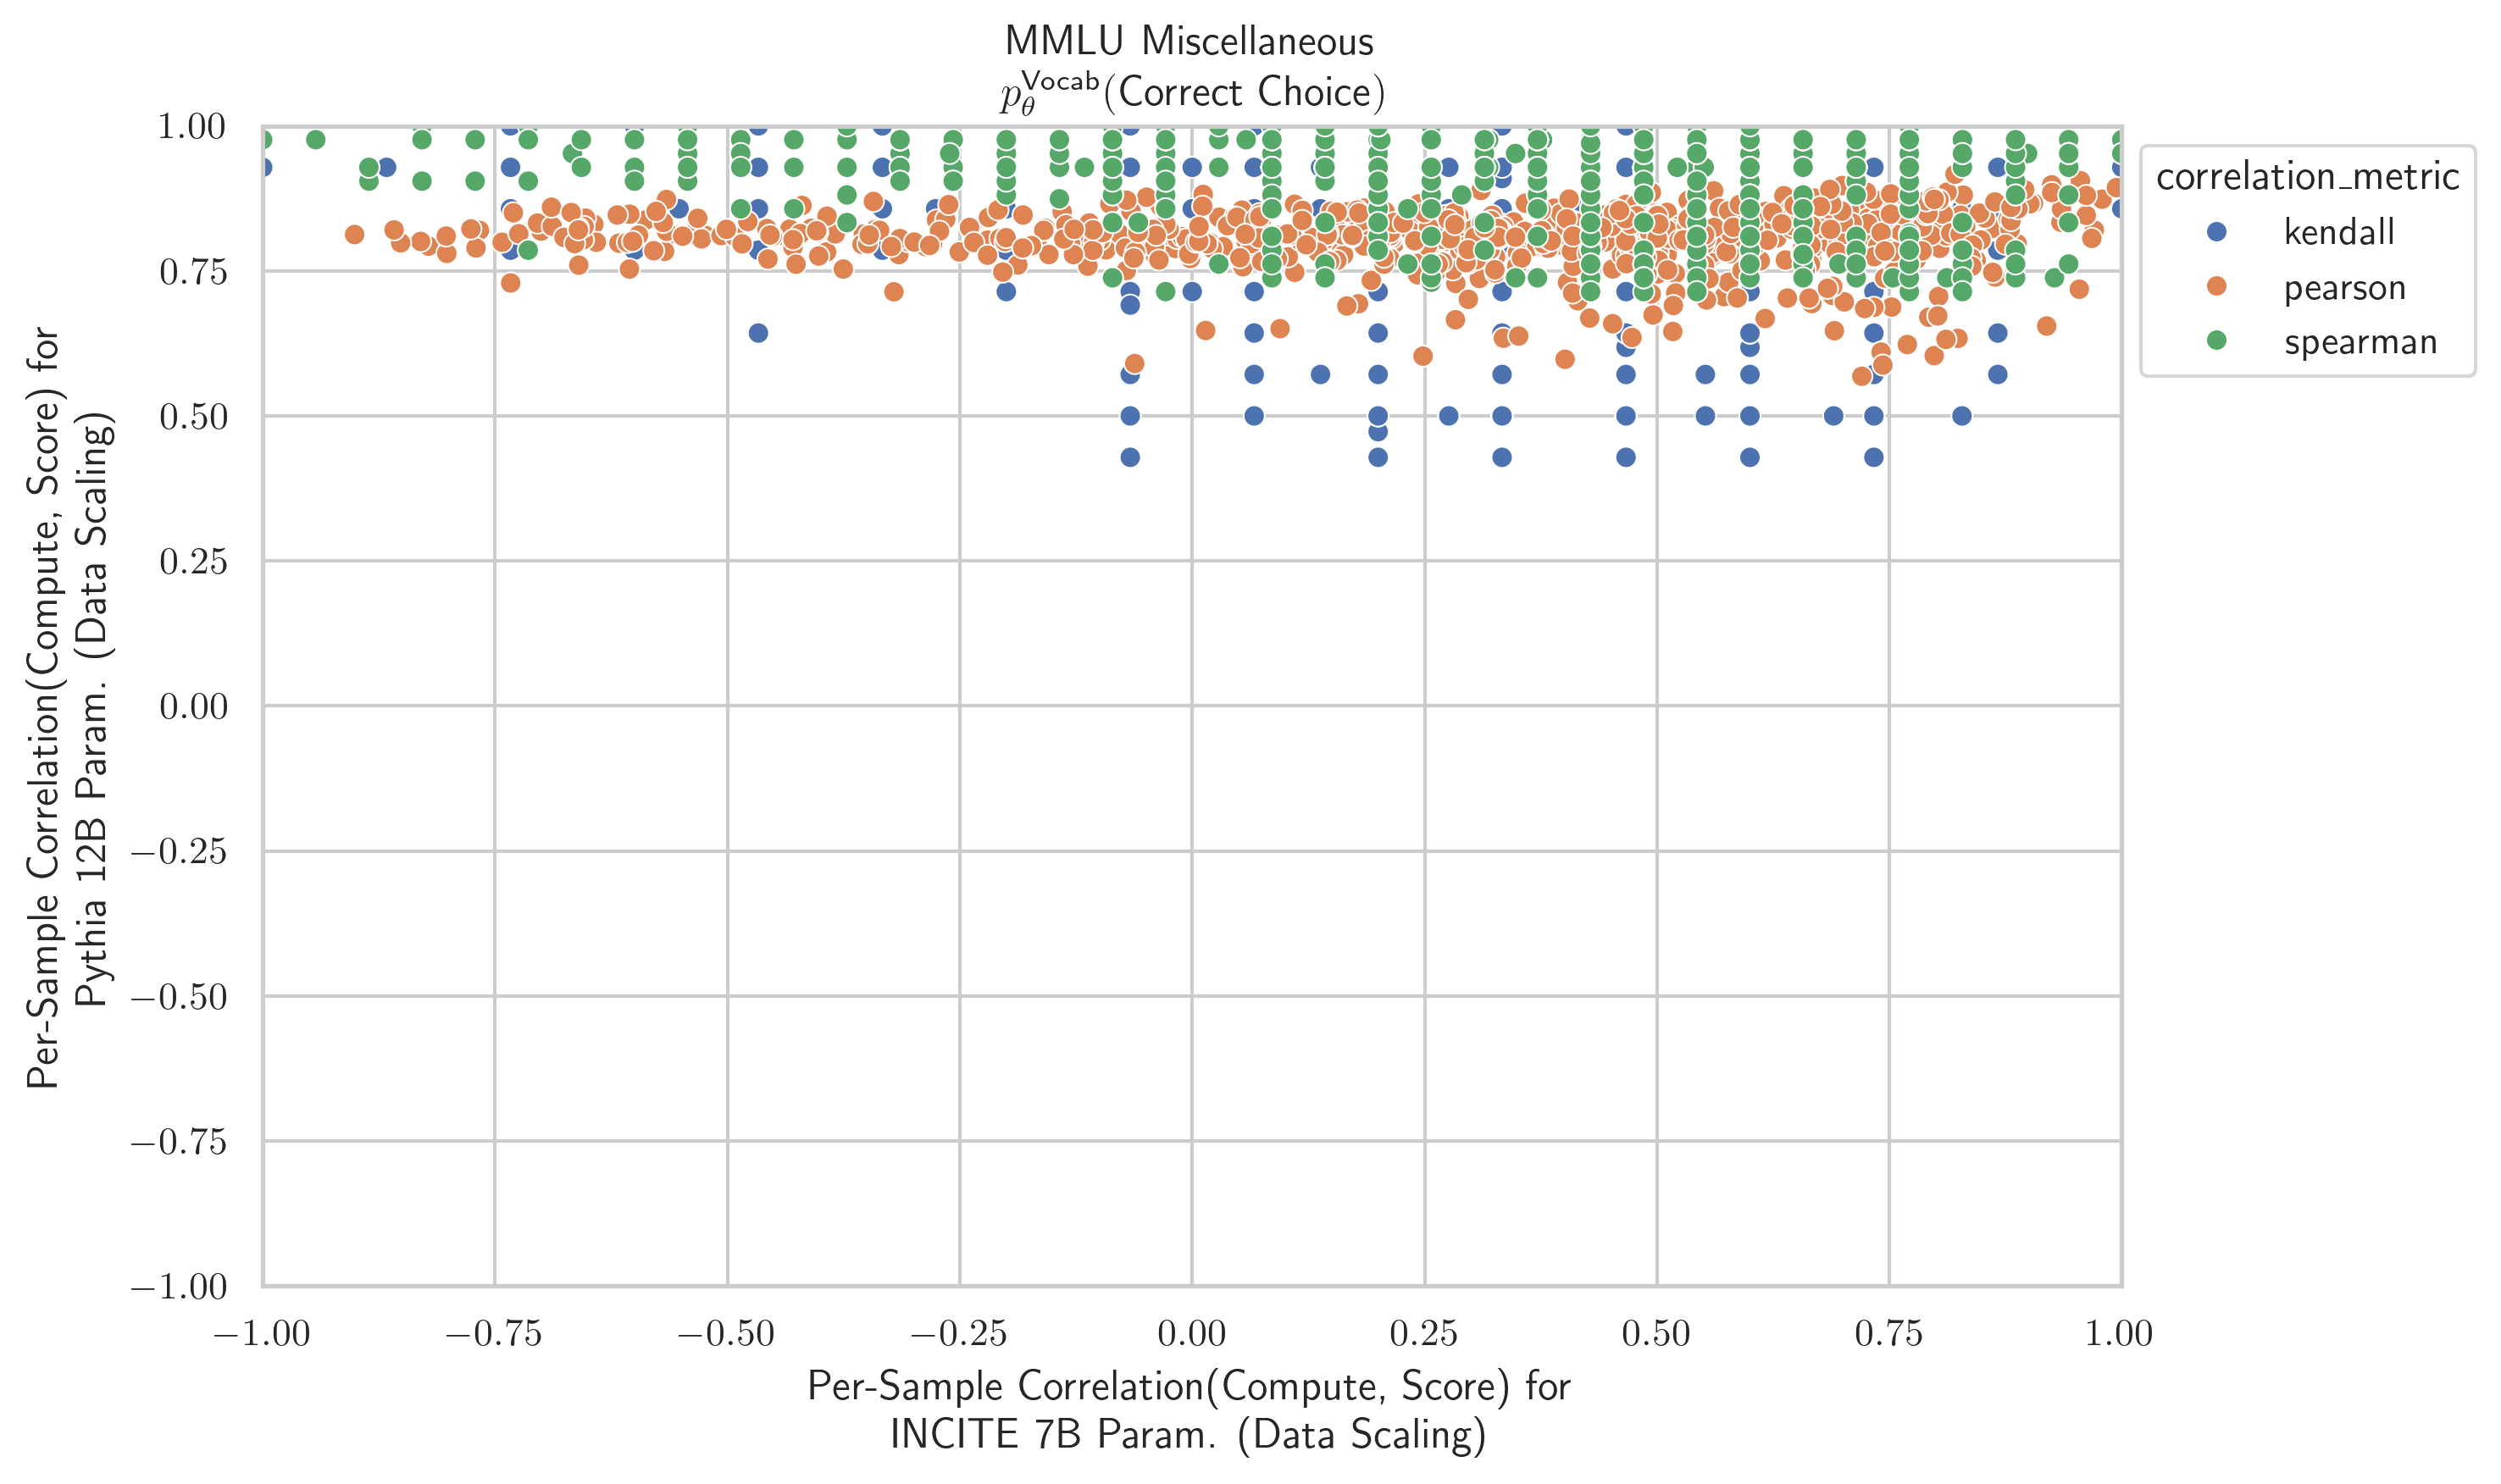 MMLU Miscellaneous
p_θ^Vocab(Correct Choice)
1.00
0.75
0.50
0.25
0.00
−0.25
−0.50
−0.75
−1.00
Per-Sample Correlation(Compute, Score) for
Pythia 12B Param. (Data Scaling)
−1.00 −0.75 −0.50 −0.25 0.00 0.25 0.50 0.75 1.00
Per-Sample Correlation(Compute, Score) for
INCITE 7B Param. (Data Scaling)
correlation_metric
kendall
pearson
spearman